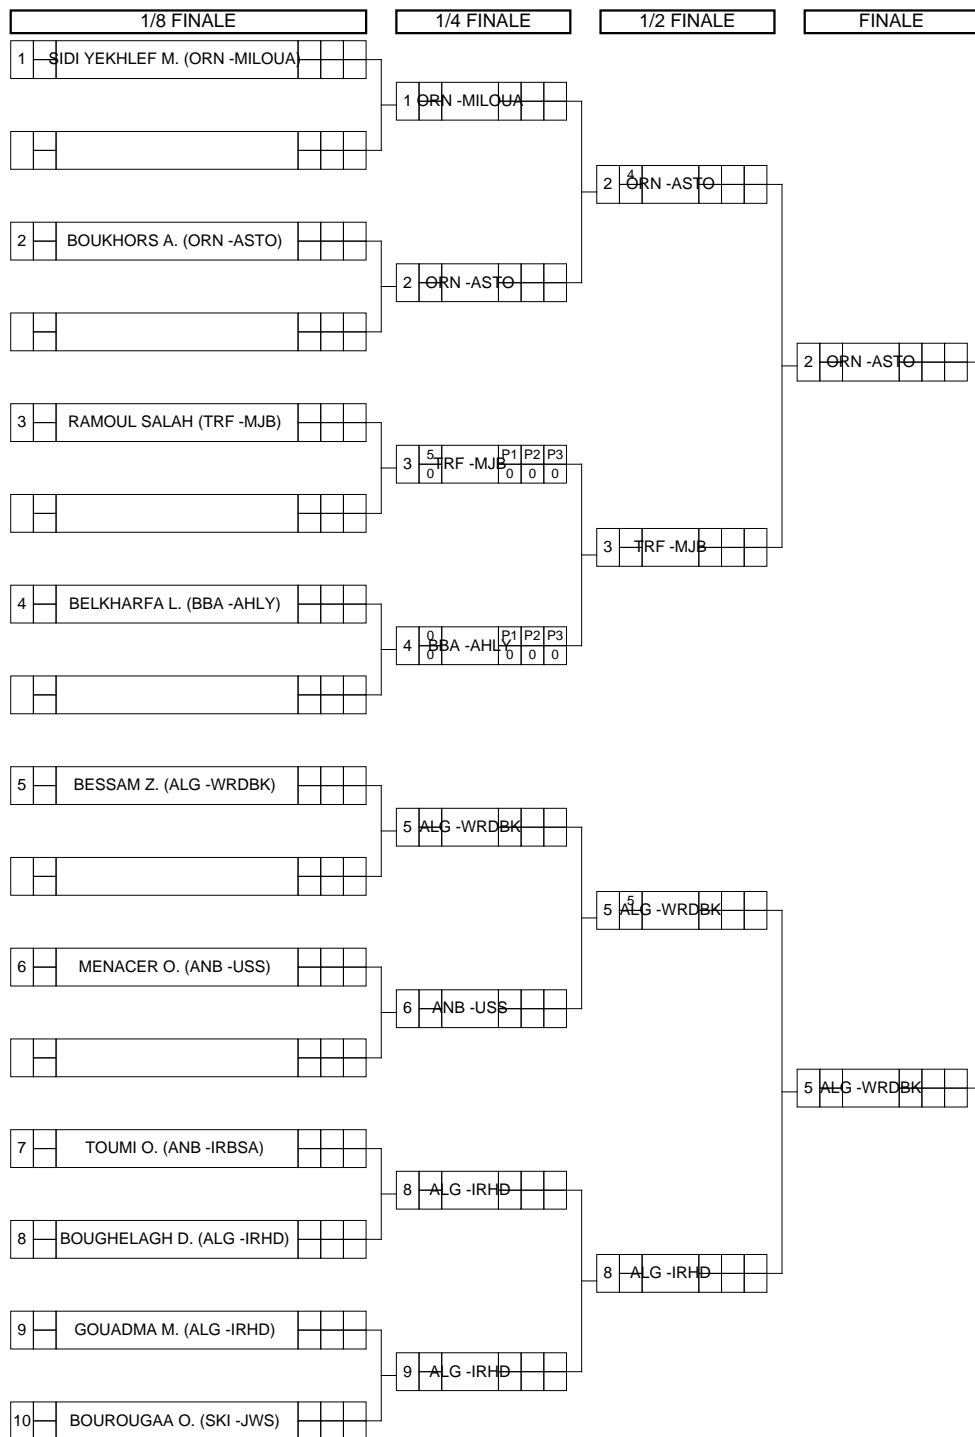 1/8 FINALE 1/4 FINALE 1/2 FINALE FINALE
1 SIDI YEKHLEF M. (ORN -MILOUA)
1 ORN -MILOUA
2 4 ORN -ASTO
2 BOUKHORS A. (ORN -ASTO)
2 ORN -ASTO
2 ORN -ASTO
3 RAMOUL SALAH (TRF -MJB)
3 5 TRF -MJB P1 P2 P3
0 0 0 0
3 TRF -MJB
4 BELKHARFA L. (BBA -AHLY)
4 0 BBA -AHLY P1 P2 P3
0 0 0 0
5 BESSAM Z. (ALG -WRDBK)
5 ALG -WRDBK
5 5 ALG -WRDBK
6 MENACER O. (ANB -USS)
6 ANB -USS
5 ALG -WRDBK
7 TOUMI O. (ANB -IRBSA)
8 ALG -IRHD
8 BOUGHELAGH D. (ALG -IRHD)
8 ALG -IRHD
9 GOUADMA M. (ALG -IRHD)
9 ALG -IRHD
10 BOUROUGAA O. (SKI -JWS)